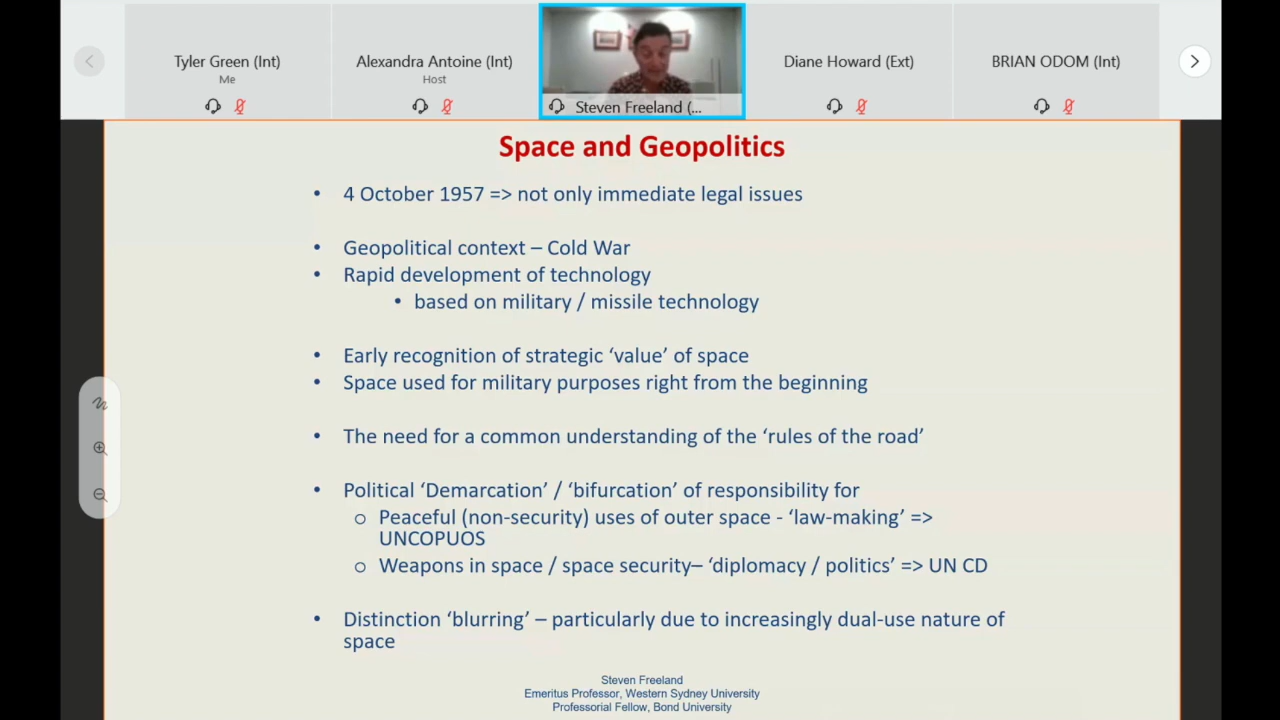 Tyler Green (Int)
Me
Alexandra Antoine (Int)
Host
Steven Freeland (...
Diane Howard (Ext)
BRIAN ODOM (Int)
Space and Geopolitics
• 4 October 1957 => not only immediate legal issues
• Geopolitical context – Cold War
• Rapid development of technology
• based on military / missile technology
• Early recognition of strategic ‘value’ of space
• Space used for military purposes right from the beginning
• The need for a common understanding of the ‘rules of the road’
• Political ‘Demarcation’ / ‘bifurcation’ of responsibility for
o Peaceful (non-security) uses of outer space - ‘law-making’ =>
UNCOPUOS
o Weapons in space / space security– ‘diplomacy / politics’ => UN CD
• Distinction ‘blurring’ – particularly due to increasingly dual-use nature of
space
Steven Freeland
Emeritus Professor, Western Sydney University
Professorial Fellow, Bond University